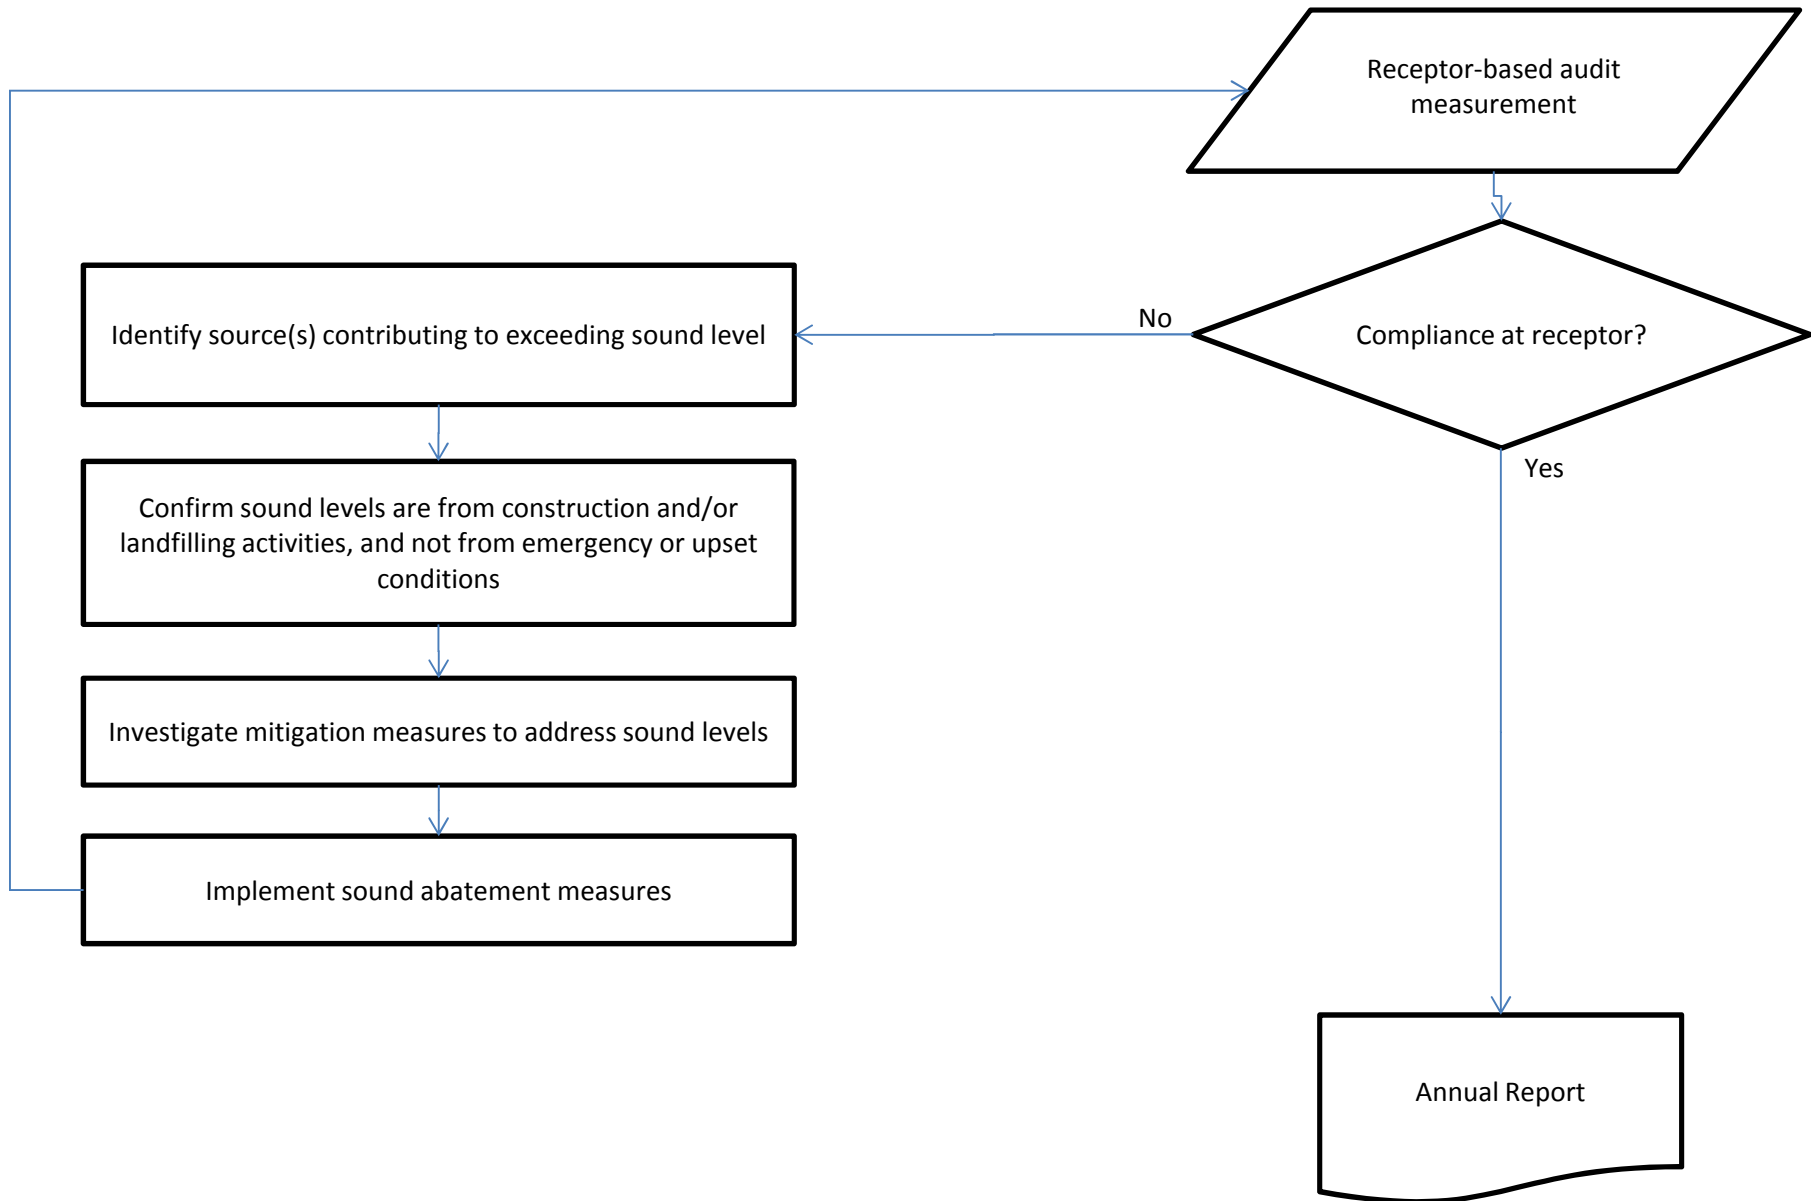 Receptor-based audit
measurement
Compliance at receptor?
No
Yes
Identify source(s) contributing to exceeding sound level
Confirm sound levels are from construction and/or
landfilling activities, and not from emergency or upset
conditions
Investigate mitigation measures to address sound levels
Implement sound abatement measures
Annual Report